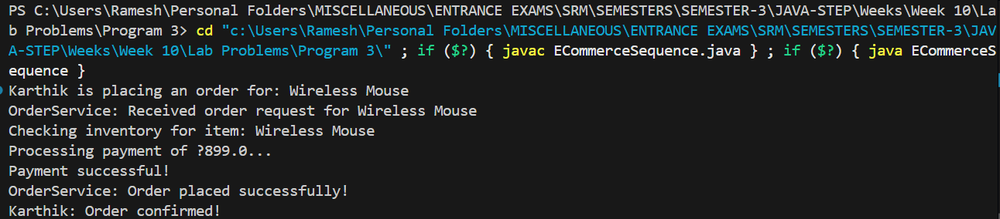 PS C:\Users\Ramesh\Personal Folders\MISCELLANEOUS\ENTRANCE EXAMS\SRM\SEMESTERS\SEMESTER-3\JAVA-STEP\Weeks\Week 10\La
b Problems\Program 3> cd "c:\Users\Ramesh\Personal Folders\MISCELLANEOUS\ENTRANCE EXAMS\SRM\SEMESTERS\SEMESTER-3\JAV
A-STEP\Weeks\Week 10\Lab Problems\Program 3\" ; if ($?) { javac ECommerceSequence.java } ; if ($?) { java ECommerceS
equence }
Karthik is placing an order for: Wireless Mouse
OrderService: Received order request for Wireless Mouse
Checking inventory for item: Wireless Mouse
Processing payment of ?899.0...
Payment successful!
OrderService: Order placed successfully!
Karthik: Order confirmed!